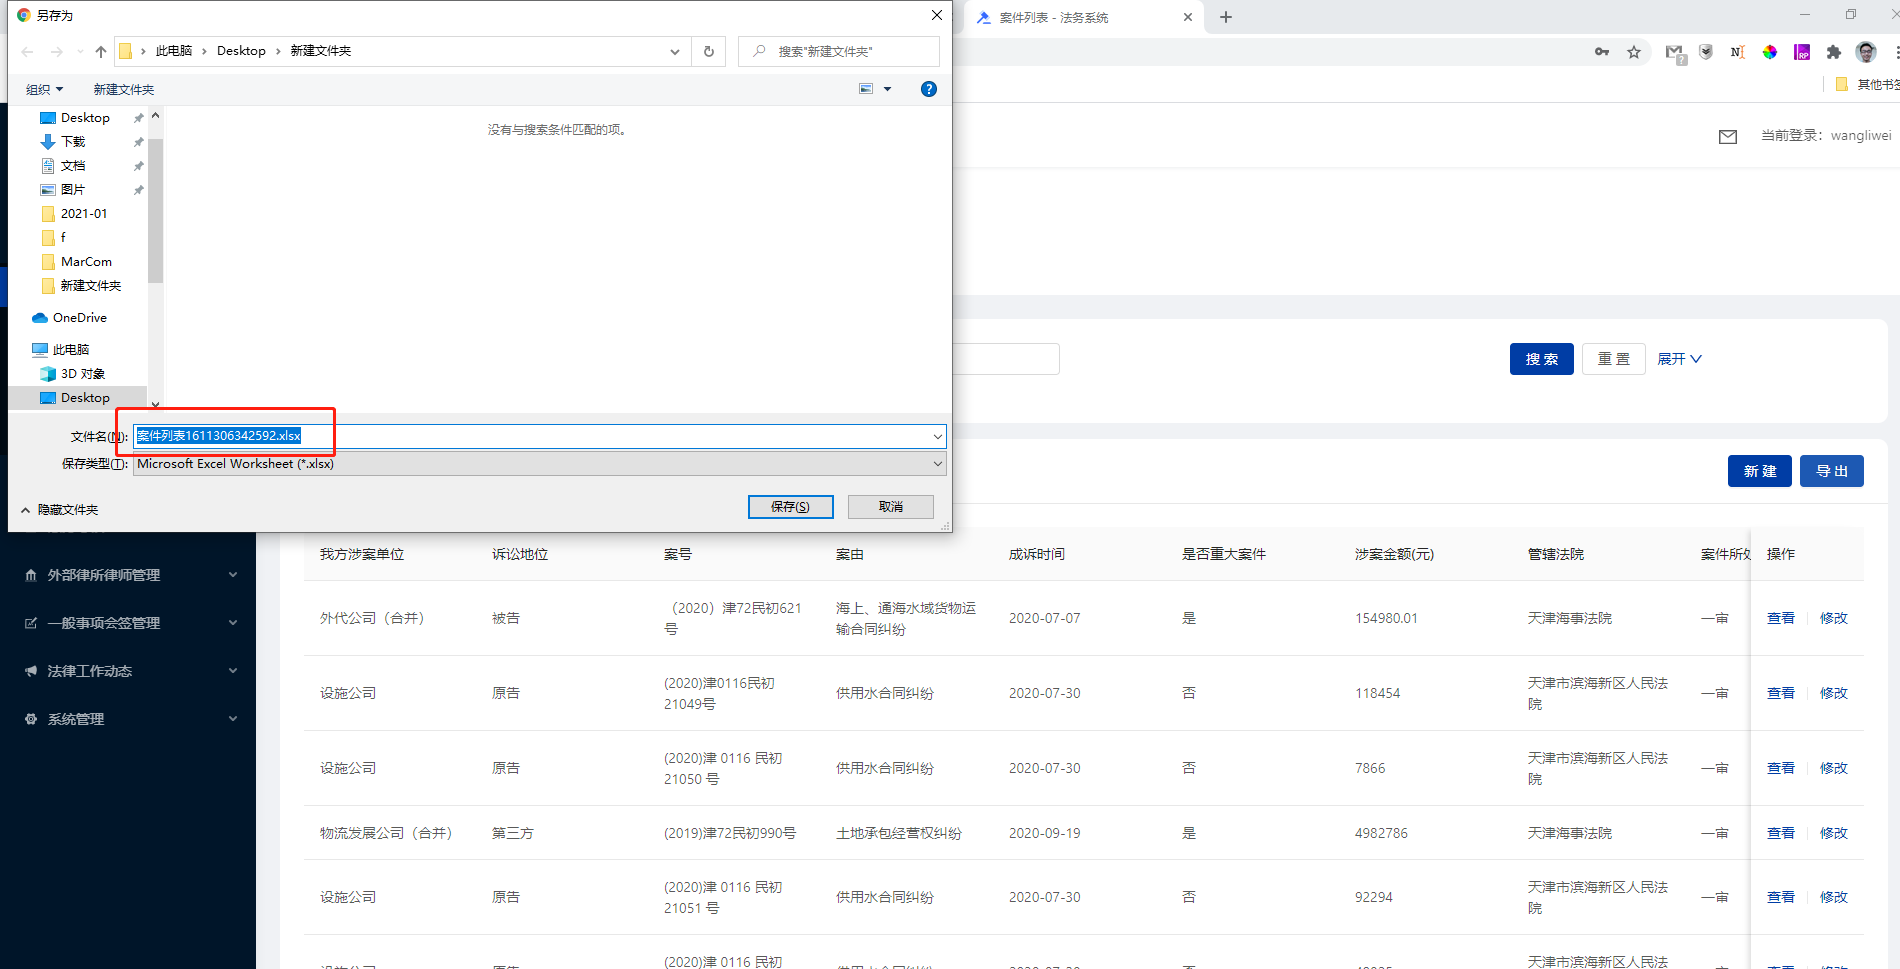 另存为
此电脑 › Desktop › 新建文件夹
搜索"新建文件夹"
组织
新建文件夹
没有与搜索条件匹配的项。
Desktop
下载
文档
图片
2021-01
f
MarCom
新建文件夹
OneDrive
此电脑
3D 对象
Desktop
文件名(N):
案件列表1611306342592.xlsx
保存类型(T):
Microsoft Excel Worksheet (*.xlsx)
隐藏文件夹
保存(S)
取消
案件列表 - 法务系统
其他书签
当前登录：wangliwei
搜 索
重 置
展开
新 建
导 出
外部律所律师管理
一般事项会签管理
法律工作动态
系统管理
我方涉案单位 诉讼地位 案号 案由 成诉时间 是否重大案件 涉案金额(元) 管辖法院 案件所处 操作
外代公司（合并） 被告 （2020）津72民初621 海上、通海水域货物运 2020-07-07 是 154980.01 天津海事法院 一审 查看 修改
号 输合同纠纷
设施公司 原告 (2020)津0116民初 供用水合同纠纷 2020-07-30 否 118454 天津市滨海新区人民法 一审 查看 修改
21049号 院
设施公司 原告 (2020)津 0116 民初 供用水合同纠纷 2020-07-30 否 7866 天津市滨海新区人民法 一审 查看 修改
21050 号 院
物流发展公司（合并） 第三方 (2019)津72民初990号 土地承包经营权纠纷 2020-09-19 是 4982786 天津海事法院 一审 查看 修改
设施公司 原告 (2020)津 0116 民初 供用水合同纠纷 2020-07-30 否 92294 天津市滨海新区人民法 一审 查看 修改
21051 号 院
(2020)津 0116 民初 天津市滨海新区人民法